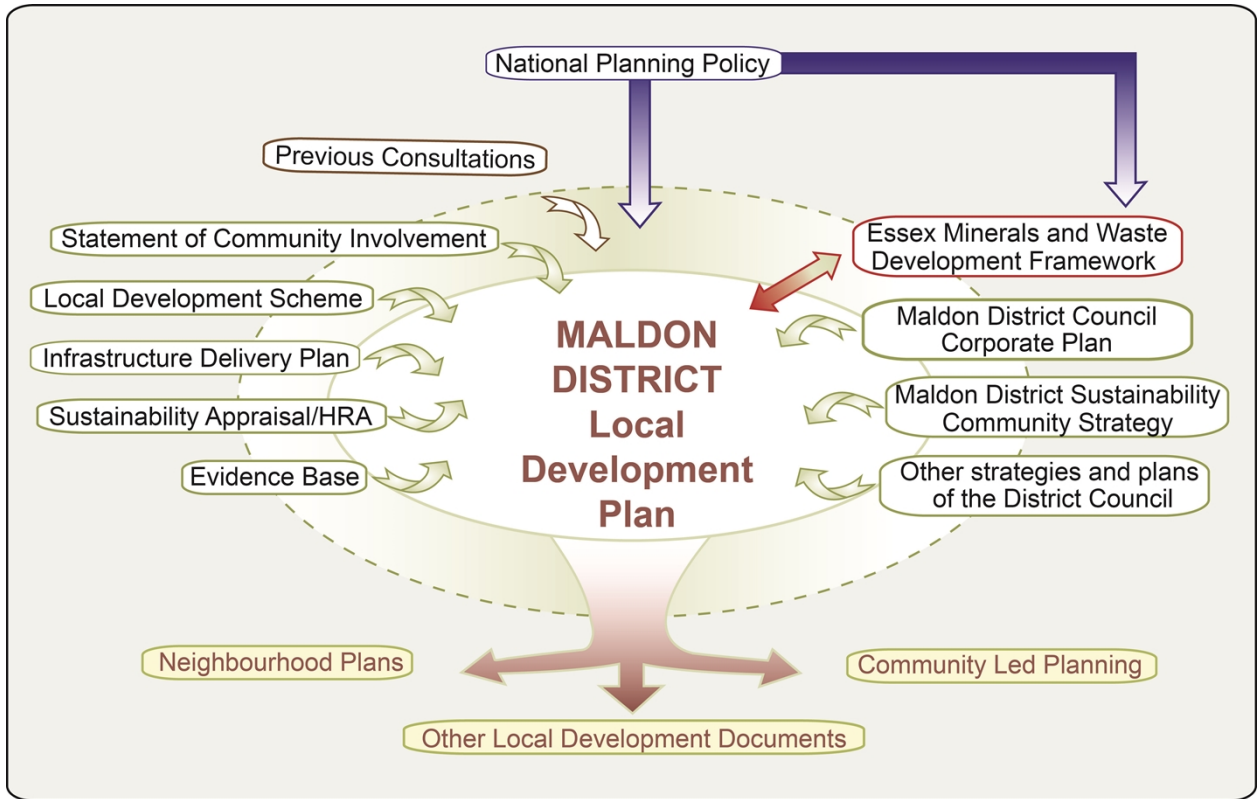 National Planning Policy
Previous Consultations
Statement of Community Involvement
Local Development Scheme
Infrastructure Delivery Plan
Sustainability Appraisal/HRA
Evidence Base
MALDON
DISTRICT
Local
Development
Plan
Essex Minerals and Waste
Development Framework
Maldon District Council
Corporate Plan
Maldon District Sustainability
Community Strategy
Other strategies and plans
of the District Council
Neighbourhood Plans
Community Led Planning
Other Local Development Documents